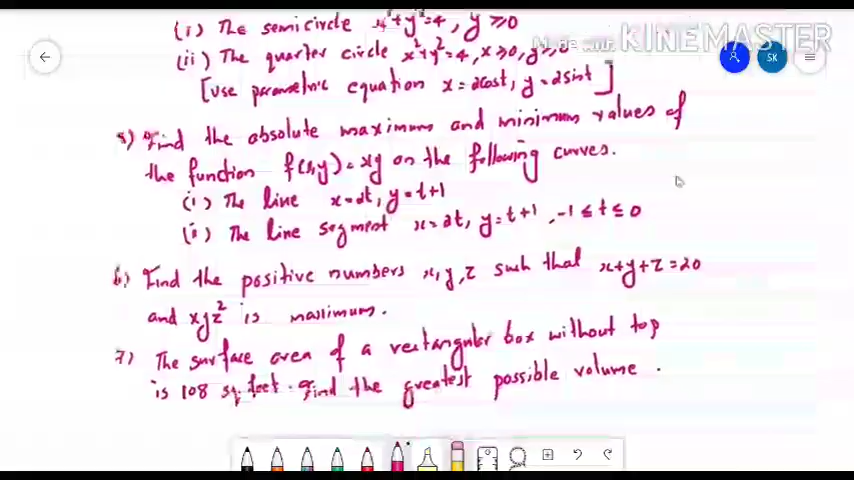 (i) The semicircle x²+y²=4, y≥0
Made with KINEMASTER
(ii) The quarter circle x²+y²=4, x≥0, y≥0
[Use parametric equation x=2cost, y=2sint]
SK
5) Find the absolute maximum and minimum values of
the function f(x,y)=xy on the following curves.
(i) The line x=2t, y=t+1
(ii) The line segment x=2t, y=t+1, -1≤t≤0
6) Find the positive numbers x,y,z such that x+y+z=20
and xyz² is maximum.
7) The surface area of a rectangular box without top
is 108 sq.feet. Find the greatest possible volume.